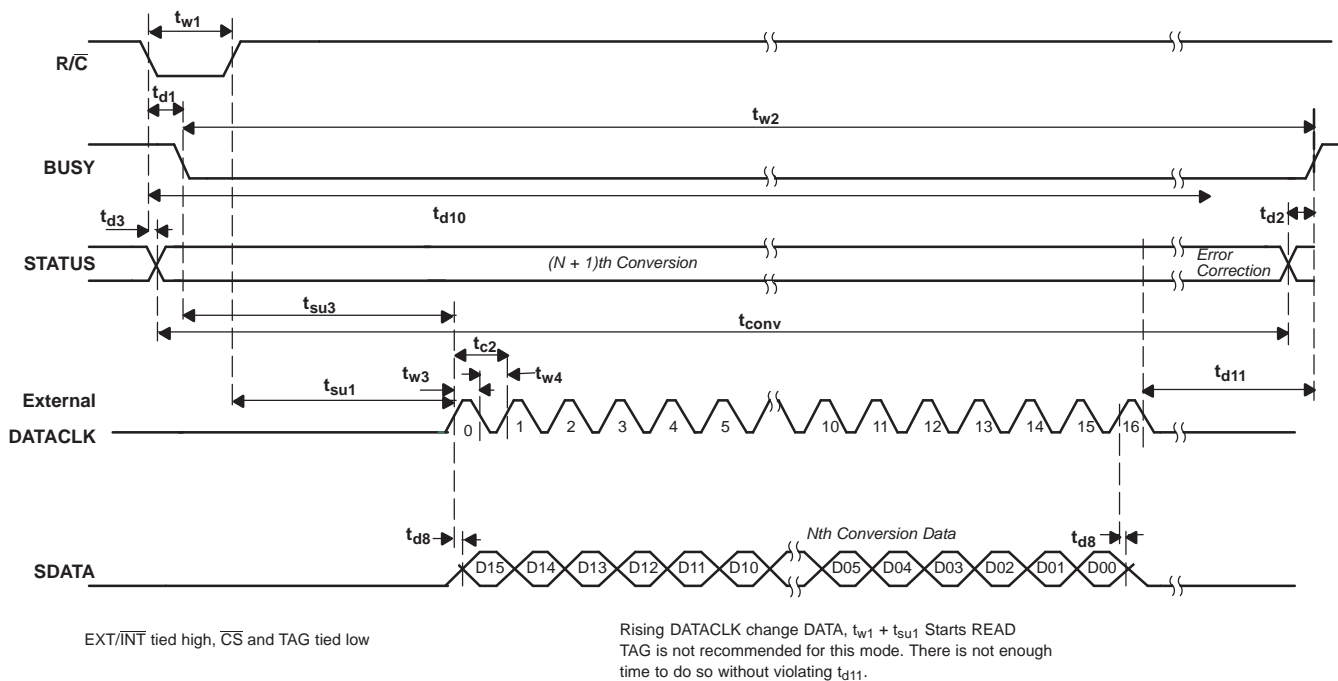 tw1
R/C̅
td1
tw2
BUSY
td3
td10
td2
STATUS
(N + 1)th Conversion
Error
Correction
tsu3
tconv
tc2
tw3
tw4
td11
tsu1
External
DATACLK
0 1 2 3 4 5 10 11 12 13 14 15 16
Nth Conversion Data
td8
td8
SDATA
D15 D14 D13 D12 D11 D10 D05 D04 D03 D02 D01 D00
EXT/I̅N̅T̅ tied high, C̅S̅ and TAG tied low
Rising DATACLK change DATA, tw1 + tsu1 Starts READ
TAG is not recommended for this mode. There is not enough
time to do so without violating td11.